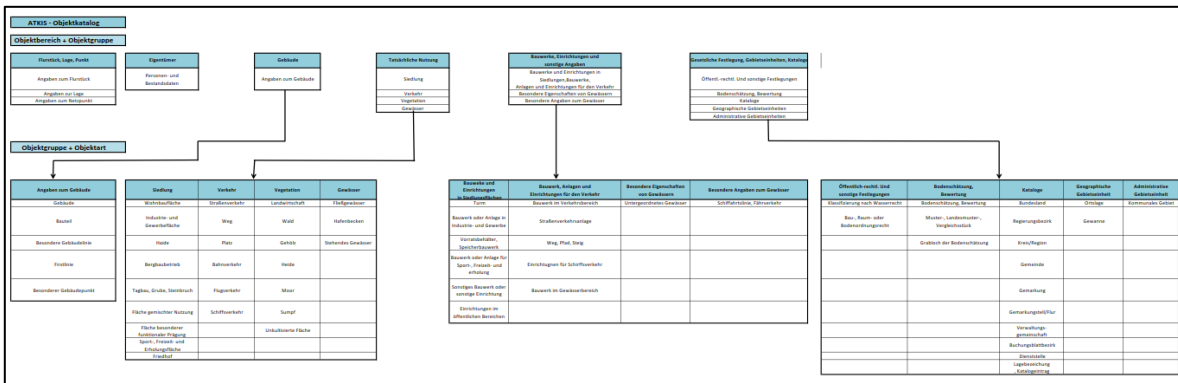 ATKIS - Objektkatalog
Objektbereich + Objektgruppe
Flurstück, Lage, Punkt
Angaben zum Flurstück
Angaben zur Lage
Amgaben zum Netzpunkt
Eigentümer
Personen- und
Bestandsdaten
Gebäude
Angaben zum Gebäude
Tatsächliche Nutzung
Siedlung
Verkehr
Vegetation
Gewässer
Bauwerke, Einrichtungen und
sonstige Angaben
Bauwerke und Einrichtungen in
Siedlungen,Bauwerke,
Anlagen und Einrichtungen für den Verkehr
Besondere Eigenschaften von Gewässern
Besondere Angaben zum Gewässer
Gesetzliche Festlegung, Gebietseinheiten, Kataloge
Öffentl.-rechtl. Und sonstige Festlegungen
Bodenschätzung, Bewertung
Kataloge
Geographische Gebietseinheiten
Administrative Gebietseinheiten
Objektgruppe + Objektart
Angaben zum Gebäude
Gebäude
Bauteil
Besondere Gebäudelinie
Firstlinie
Besonderer Gebäudepunkt
Siedlung
Verkehr
Vegetation
Gewässer
Wohnbaufläche
Straßenverkehr
Landwirtschaft
Fließgewässer
Industrie- und
Gewerbefläche
Weg
Wald
Hafenbecken
Halde
Platz
Gehölz
Stehendes Gewässer
Bergbaubetrieb
Bahnverkehr
Heide
Tagbau, Grube, Steinbruch
Flugverkehr
Moor
Fläche gemischter Nutzung
Schiffsverkehr
Sumpf
Fläche besonderer
funktionaler Prägung
Unkultivierte Fläche
Sport-, Freizeit- und
Erholungsfläche
Friedhof
Bauweke und
Einrichtungen
in Siedlungsflächen
Bauwerk, Anlagen und
Einrichtungen für den Verkehr
Besondere Eigenschaften
von Gewässern
Besondere Angaben zum Gewässer
Turm
Bauwerk im Verkehrsbereich
Untergeordnetes Gewässer
Schiffahrtslinie, Fährverkehr
Bauwerk oder Anlage in
Industrie- und Gewerbe
Straßenverkehrsanlage
Vorratsbehälter,
Speicherbauwerk
Weg, Pfad, Steig
Bauwerk oder Anlage für
Sport-, Freizeit- und
erholung
Einrichtugnen für Schirffsverkehr
Sonstiges Bauwerk oder
sonstige Einrichtung
Bauwerk im Gewässerbereich
Einrichtungen im
öffentlichen Bereichen
Öffentlich-rechtl. Und
sonstige Festlegungen
Bodenschätzung,
Bewertung
Kataloge
Geographische
Gebietseinheit
Administrative
Gebietseinheit
Klassifizierung nach Wasserrecht
Bodenschätzung, Bewertung
Bundesland
Ortslage
Kommunales Gebiet
Bau-, Raum- oder
Bodenordnungsrecht
Muster-, Landesmuster-,
Vergleichsstück
Regierungsbezirk
Gewanne
Grabloch der Bodenschätzung
Kreis/Region
Gemeinde
Gemarkung
Gemarkungsteil/Flur
Verwaltungs-
gemeinschaft
Buchungsblattbezirk
Dienststelle
Lagebezeichung
, Katalogeintrag